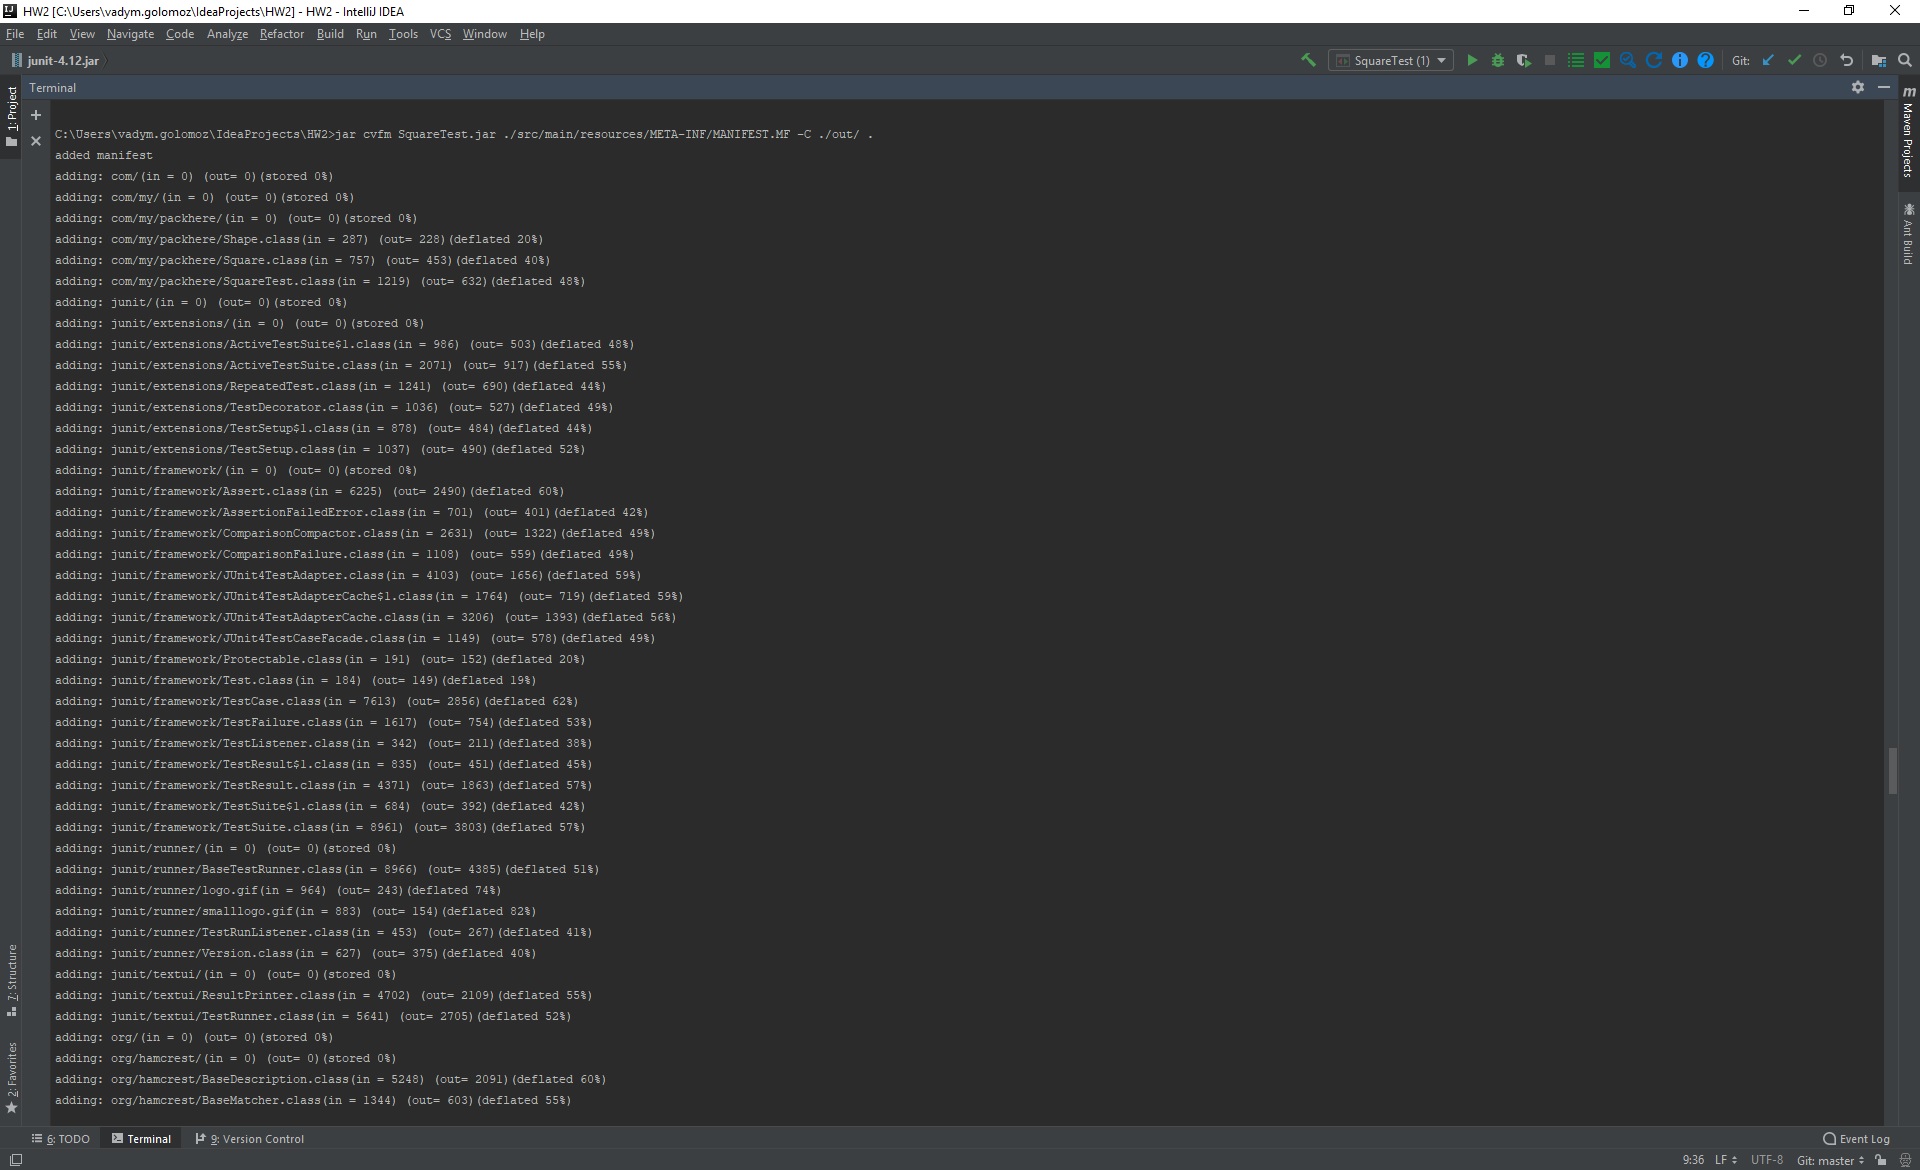 HW2 [C:\Users\vadym.golomoz\IdeaProjects\HW2] - HW2 - IntelliJ IDEA
File Edit View Navigate Code Analyze Refactor Build Run Tools VCS Window Help
junit-4.12.jar
SquareTest (1)
Git:
Terminal
1: Project
Maven Projects
Ant Build
C:\Users\vadym.golomoz\IdeaProjects\HW2>jar cvfm SquareTest.jar ./src/main/resources/META-INF/MANIFEST.MF -C ./out/ .
added manifest
adding: com/(in = 0) (out= 0)(stored 0%)
adding: com/my/(in = 0) (out= 0)(stored 0%)
adding: com/my/packhere/(in = 0) (out= 0)(stored 0%)
adding: com/my/packhere/Shape.class(in = 287) (out= 228)(deflated 20%)
adding: com/my/packhere/Square.class(in = 757) (out= 453)(deflated 40%)
adding: com/my/packhere/SquareTest.class(in = 1219) (out= 632)(deflated 48%)
adding: junit/(in = 0) (out= 0)(stored 0%)
adding: junit/extensions/(in = 0) (out= 0)(stored 0%)
adding: junit/extensions/ActiveTestSuite$1.class(in = 986) (out= 503)(deflated 48%)
adding: junit/extensions/ActiveTestSuite.class(in = 2071) (out= 917)(deflated 55%)
adding: junit/extensions/RepeatedTest.class(in = 1241) (out= 690)(deflated 44%)
adding: junit/extensions/TestDecorator.class(in = 1036) (out= 527)(deflated 49%)
adding: junit/extensions/TestSetup$1.class(in = 878) (out= 484)(deflated 44%)
adding: junit/extensions/TestSetup.class(in = 1037) (out= 490)(deflated 52%)
adding: junit/framework/(in = 0) (out= 0)(stored 0%)
adding: junit/framework/Assert.class(in = 6225) (out= 2490)(deflated 60%)
adding: junit/framework/AssertionFailedError.class(in = 701) (out= 401)(deflated 42%)
adding: junit/framework/ComparisonCompactor.class(in = 2631) (out= 1322)(deflated 49%)
adding: junit/framework/ComparisonFailure.class(in = 1108) (out= 559)(deflated 49%)
adding: junit/framework/JUnit4TestAdapter.class(in = 4103) (out= 1656)(deflated 59%)
adding: junit/framework/JUnit4TestAdapterCache$1.class(in = 1764) (out= 719)(deflated 59%)
adding: junit/framework/JUnit4TestAdapterCache.class(in = 3206) (out= 1393)(deflated 56%)
adding: junit/framework/JUnit4TestCaseFacade.class(in = 1149) (out= 578)(deflated 49%)
adding: junit/framework/Protectable.class(in = 191) (out= 152)(deflated 20%)
adding: junit/framework/Test.class(in = 184) (out= 149)(deflated 19%)
adding: junit/framework/TestCase.class(in = 7613) (out= 2856)(deflated 62%)
adding: junit/framework/TestFailure.class(in = 1617) (out= 754)(deflated 53%)
adding: junit/framework/TestListener.class(in = 342) (out= 211)(deflated 38%)
adding: junit/framework/TestResult$1.class(in = 835) (out= 451)(deflated 45%)
adding: junit/framework/TestResult.class(in = 4371) (out= 1863)(deflated 57%)
adding: junit/framework/TestSuite$1.class(in = 684) (out= 392)(deflated 42%)
adding: junit/framework/TestSuite.class(in = 8961) (out= 3803)(deflated 57%)
adding: junit/runner/(in = 0) (out= 0)(stored 0%)
adding: junit/runner/BaseTestRunner.class(in = 8966) (out= 4385)(deflated 51%)
adding: junit/runner/logo.gif(in = 964) (out= 243)(deflated 74%)
adding: junit/runner/smalllogo.gif(in = 883) (out= 154)(deflated 82%)
adding: junit/runner/TestRunListener.class(in = 453) (out= 267)(deflated 41%)
adding: junit/runner/Version.class(in = 627) (out= 375)(deflated 40%)
adding: junit/textui/(in = 0) (out= 0)(stored 0%)
adding: junit/textui/ResultPrinter.class(in = 4702) (out= 2109)(deflated 55%)
adding: junit/textui/TestRunner.class(in = 5641) (out= 2705)(deflated 52%)
adding: org/(in = 0) (out= 0)(stored 0%)
adding: org/hamcrest/(in = 0) (out= 0)(stored 0%)
adding: org/hamcrest/BaseDescription.class(in = 5248) (out= 2091)(deflated 60%)
adding: org/hamcrest/BaseMatcher.class(in = 1344) (out= 603)(deflated 55%)
7: Structure
2: Favorites
6: TODO Terminal 9: Version Control Event Log
9:36 LF UTF-8 Git: master